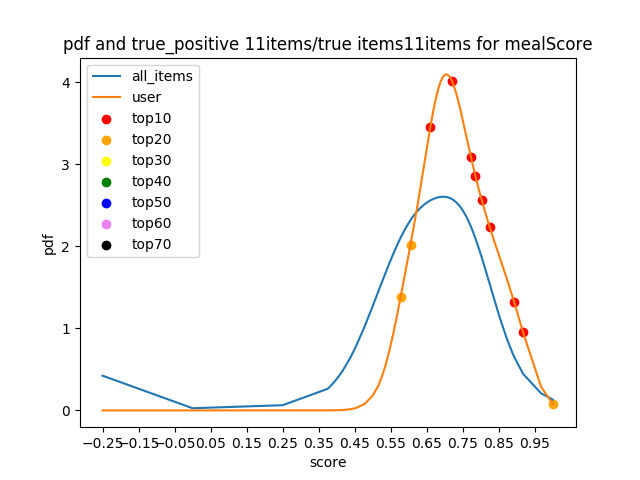 pdf and true_positive 11items/true items11items for mealScore
all_items
user
top10
top20
top30
top40
top50
top60
top70
4
3
2
1
0
pdf
−0.25 −0.15 −0.05 0.05 0.15 0.25 0.35 0.45 0.55 0.65 0.75 0.85 0.95
score